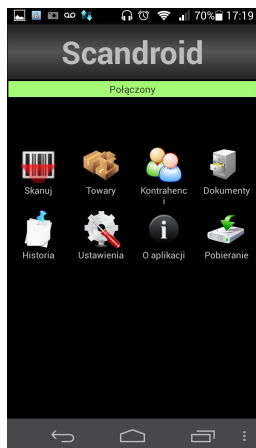 70% 17:19
Scandroid
Połączony
Skanuj Towary Kontrahenc
i Dokumenty
Historia Ustawienia O aplikacji Pobieranie